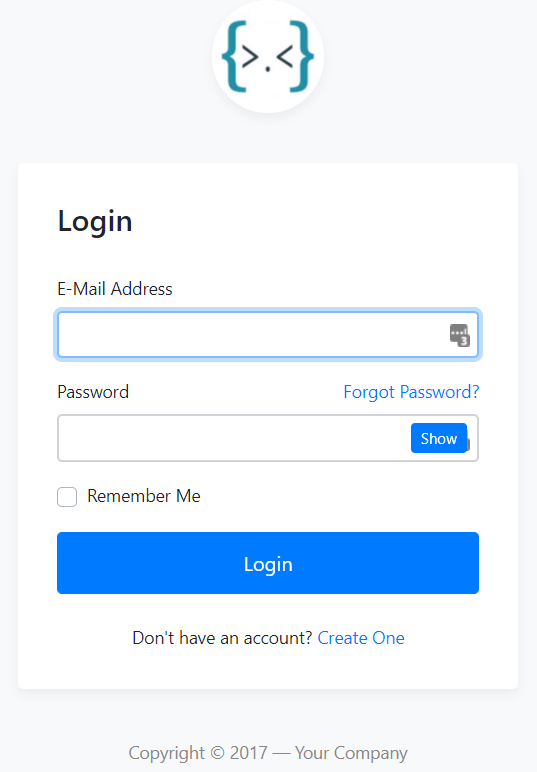 {>.<}
Login
E-Mail Address
3
Password Forgot Password?
Show
Remember Me
Login
Don't have an account? Create One
Copyright © 2017 — Your Company